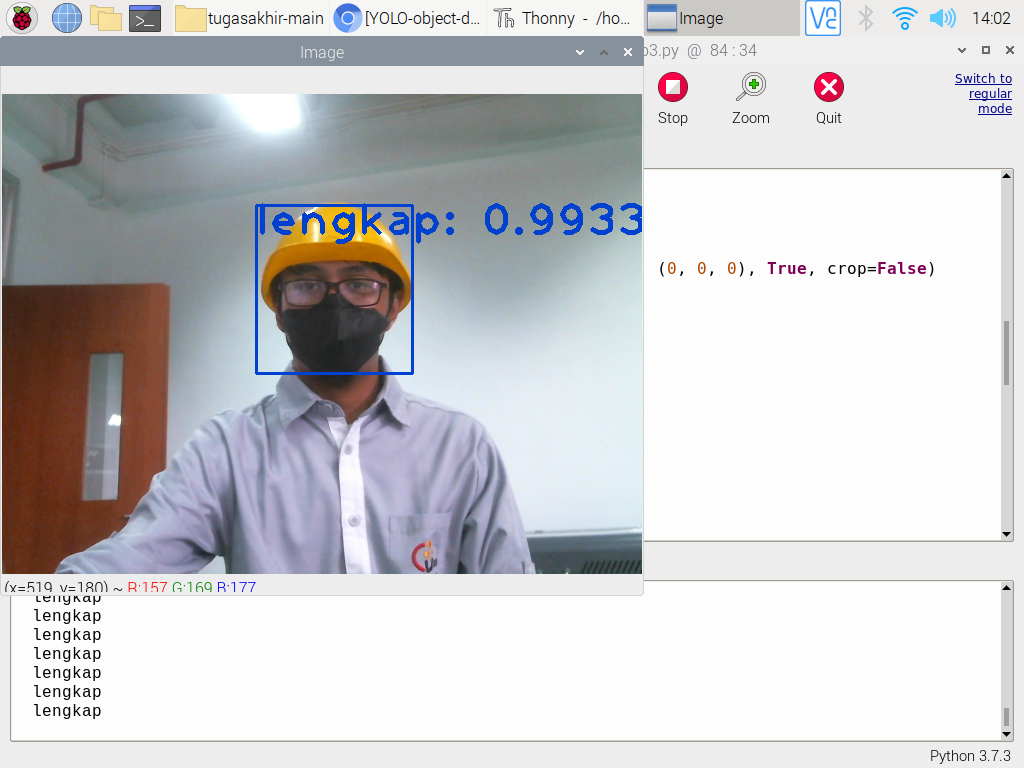 tugasakhir-main
[YOLO-object-d...
Thonny - /ho...
Image
14:02
Image
o3.py @ 84 : 34
Stop
Zoom
Quit
Switch to
regular
mode
lengkap: 0.9933
(0, 0, 0), True, crop=False)
(x=519, y=180) ~ R:157 G:169 B:177
lengkap
lengkap
lengkap
lengkap
lengkap
lengkap
lengkap
Python 3.7.3